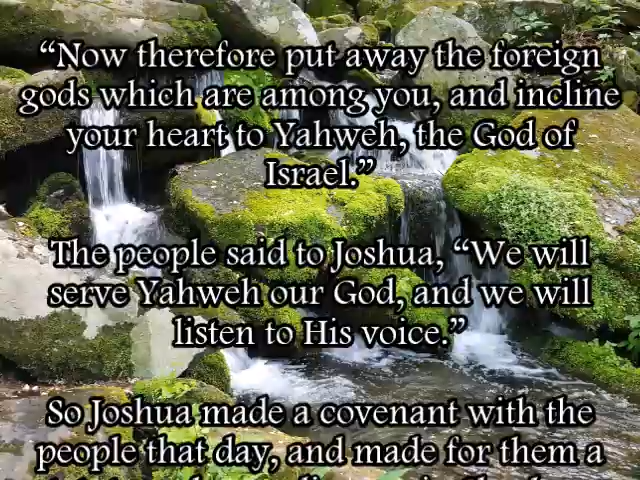 “Now therefore put away the foreign
gods which are among you, and incline
your heart to Yahweh, the God of
Israel.”
The people said to Joshua, “We will
serve Yahweh our God, and we will
listen to His voice.”
So Joshua made a covenant with the
people that day, and made for them a